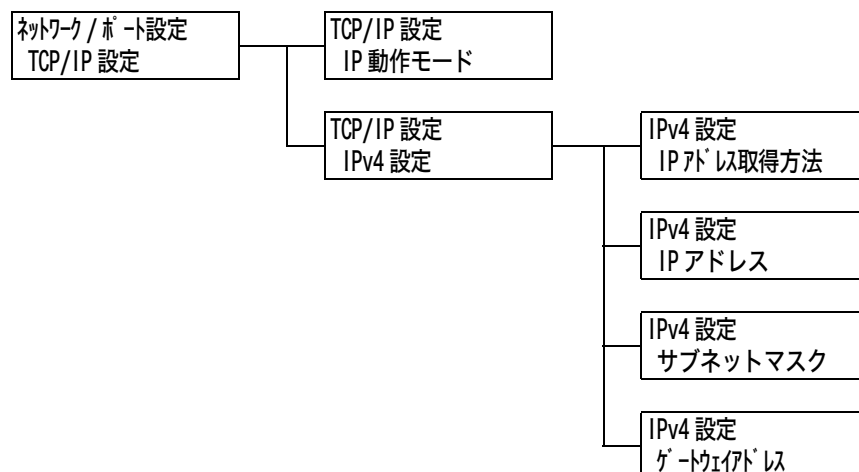 ﾈｯﾄﾜｰｸ / ﾎﾟｰﾄ設定
TCP/IP 設定
TCP/IP 設定
IP 動作モード
TCP/IP 設定
IPv4 設定
IPv4 設定
IP ｱﾄﾞﾚｽ取得方法
IPv4 設定
IP アドレス
IPv4 設定
サブネットマスク
IPv4 設定
ｹﾞｰﾄｳｪｲｱﾄﾞﾚｽ